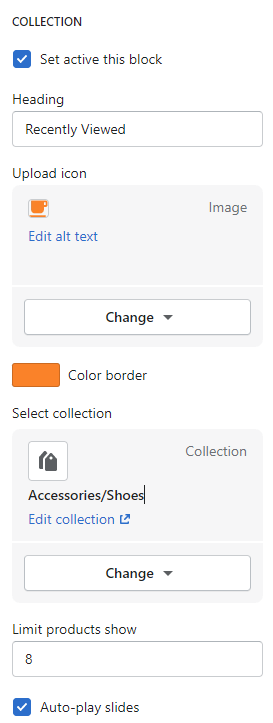 COLLECTION
Set active this block
Heading
Recently Viewed
Upload icon
Image
Edit alt text
Change
Color border
Select collection
Collection
Accessories/Shoes
Edit collection
Change
Limit products show
8
Auto-play slides